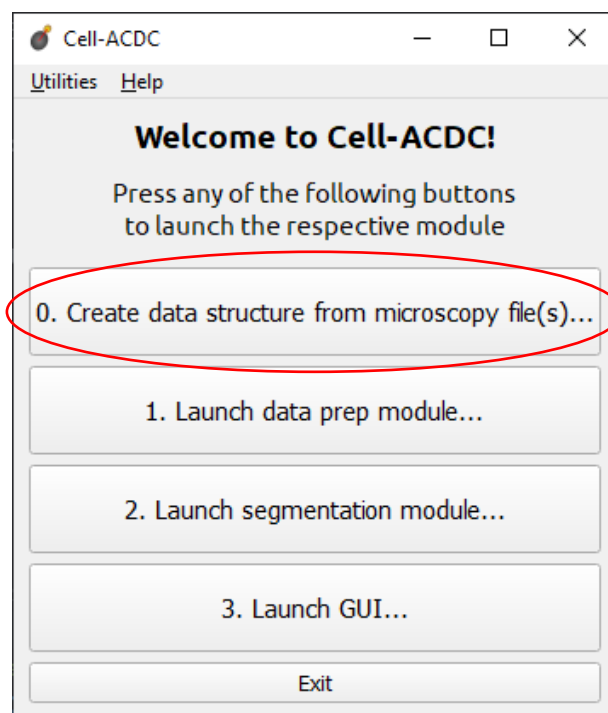 Cell-ACDC
Utilities Help
Welcome to Cell-ACDC!
Press any of the following buttons
to launch the respective module
0. Create data structure from microscopy file(s)...
1. Launch data prep module...
2. Launch segmentation module...
3. Launch GUI...
Exit